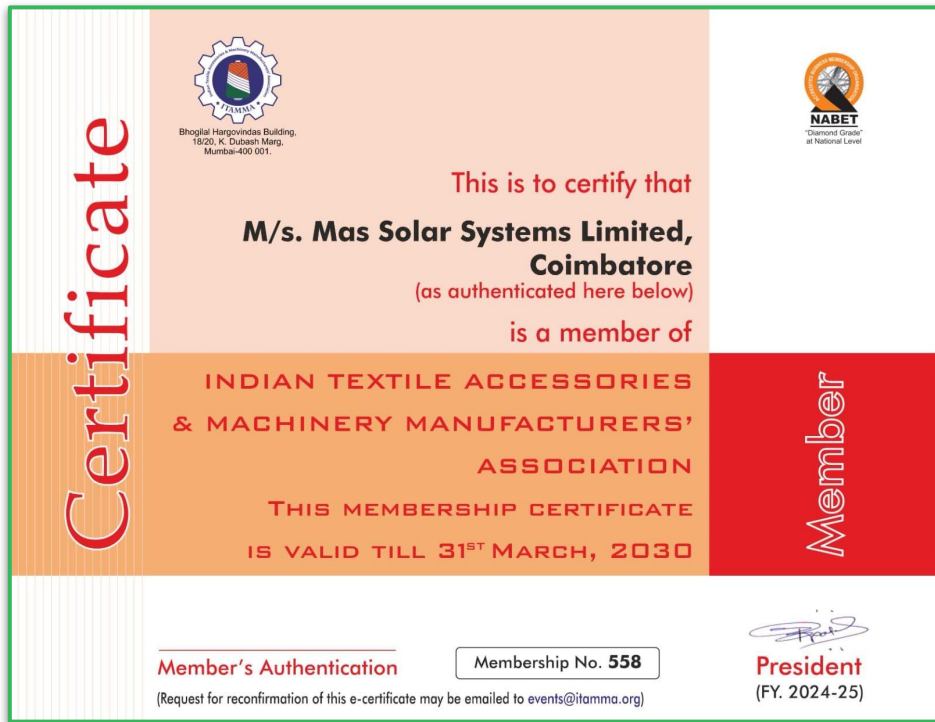 Certificate
ITAMMA
Bhogilal Hargovindas Building,
18/20, K. Dubash Marg,
Mumbai-400 001.
NABET
"Diamond Grade"
at National Level
This is to certify that
M/s. Mas Solar Systems Limited,
Coimbatore
(as authenticated here below)
is a member of
INDIAN TEXTILE ACCESSORIES
& MACHINERY MANUFACTURERS'
ASSOCIATION
THIS MEMBERSHIP CERTIFICATE
IS VALID TILL 31ST MARCH, 2030
Member
Member's Authentication
Membership No. 558
President
(FY. 2024-25)
(Request for reconfirmation of this e-certificate may be emailed to events@itamma.org)